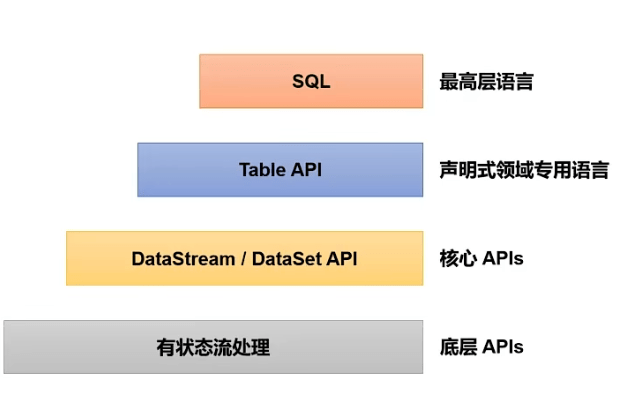 SQL
最高层语言
Table API
声明式领域专用语言
DataStream / DataSet API
核心 APIs
有状态流处理
底层 APIs